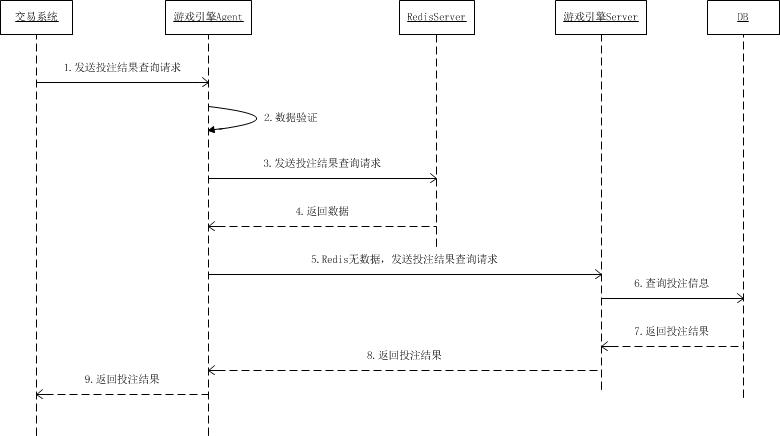 交易系统
游戏引擎Agent
RedisServer
游戏引擎Server
DB
1.发送投注结果查询请求
2.数据验证
3.发送投注结果查询请求
4.返回数据
5.Redis无数据，发送投注结果查询请求
6.查询投注信息
7.返回投注结果
8.返回投注结果
9.返回投注结果